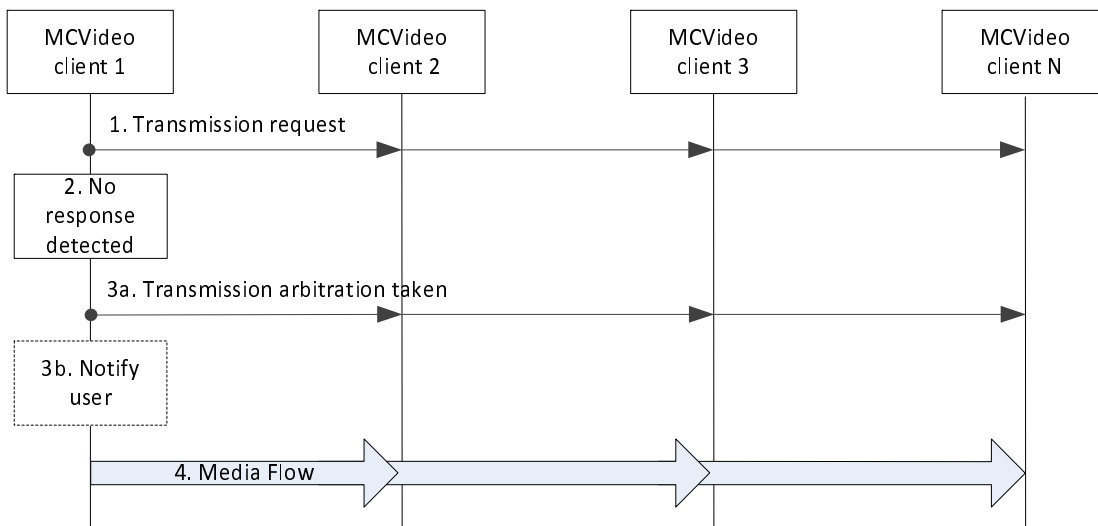 MCVideo
client 1
MCVideo
client 2
MCVideo
client 3
MCVideo
client N
1. Transmission request
2. No
response
detected
3a. Transmission arbitration taken
3b. Notify
user
4. Media Flow